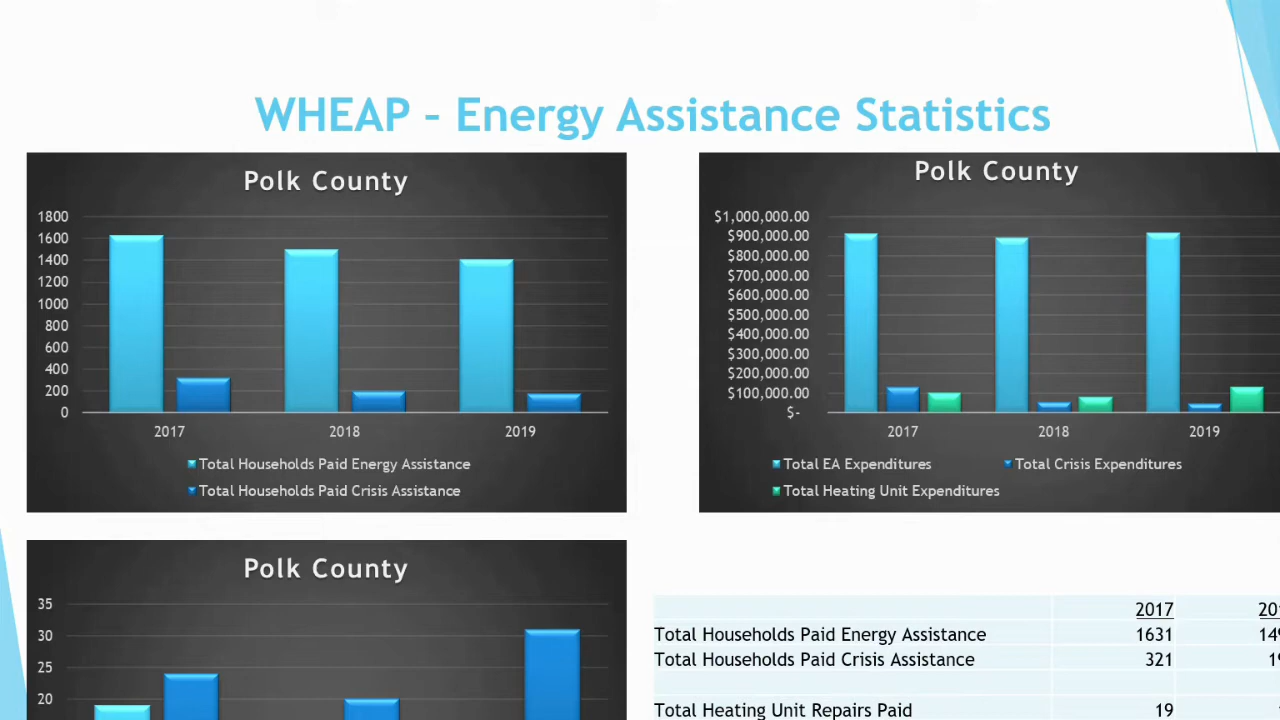 WHEAP – Energy Assistance Statistics
Polk County
1800
1600
1400
1200
1000
800
600
400
200
0
2017 2018 2019
Total Households Paid Energy Assistance
Total Households Paid Crisis Assistance
Polk County
$1,000,000.00
$900,000.00
$800,000.00
$700,000.00
$600,000.00
$500,000.00
$400,000.00
$300,000.00
$200,000.00
$100,000.00
$-
2017 2018 2019
Total EA Expenditures Total Crisis Expenditures
Total Heating Unit Expenditures
Polk County
35
30
25
20
2017
Total Households Paid Energy Assistance 1631
Total Households Paid Crisis Assistance 321
Total Heating Unit Repairs Paid 19